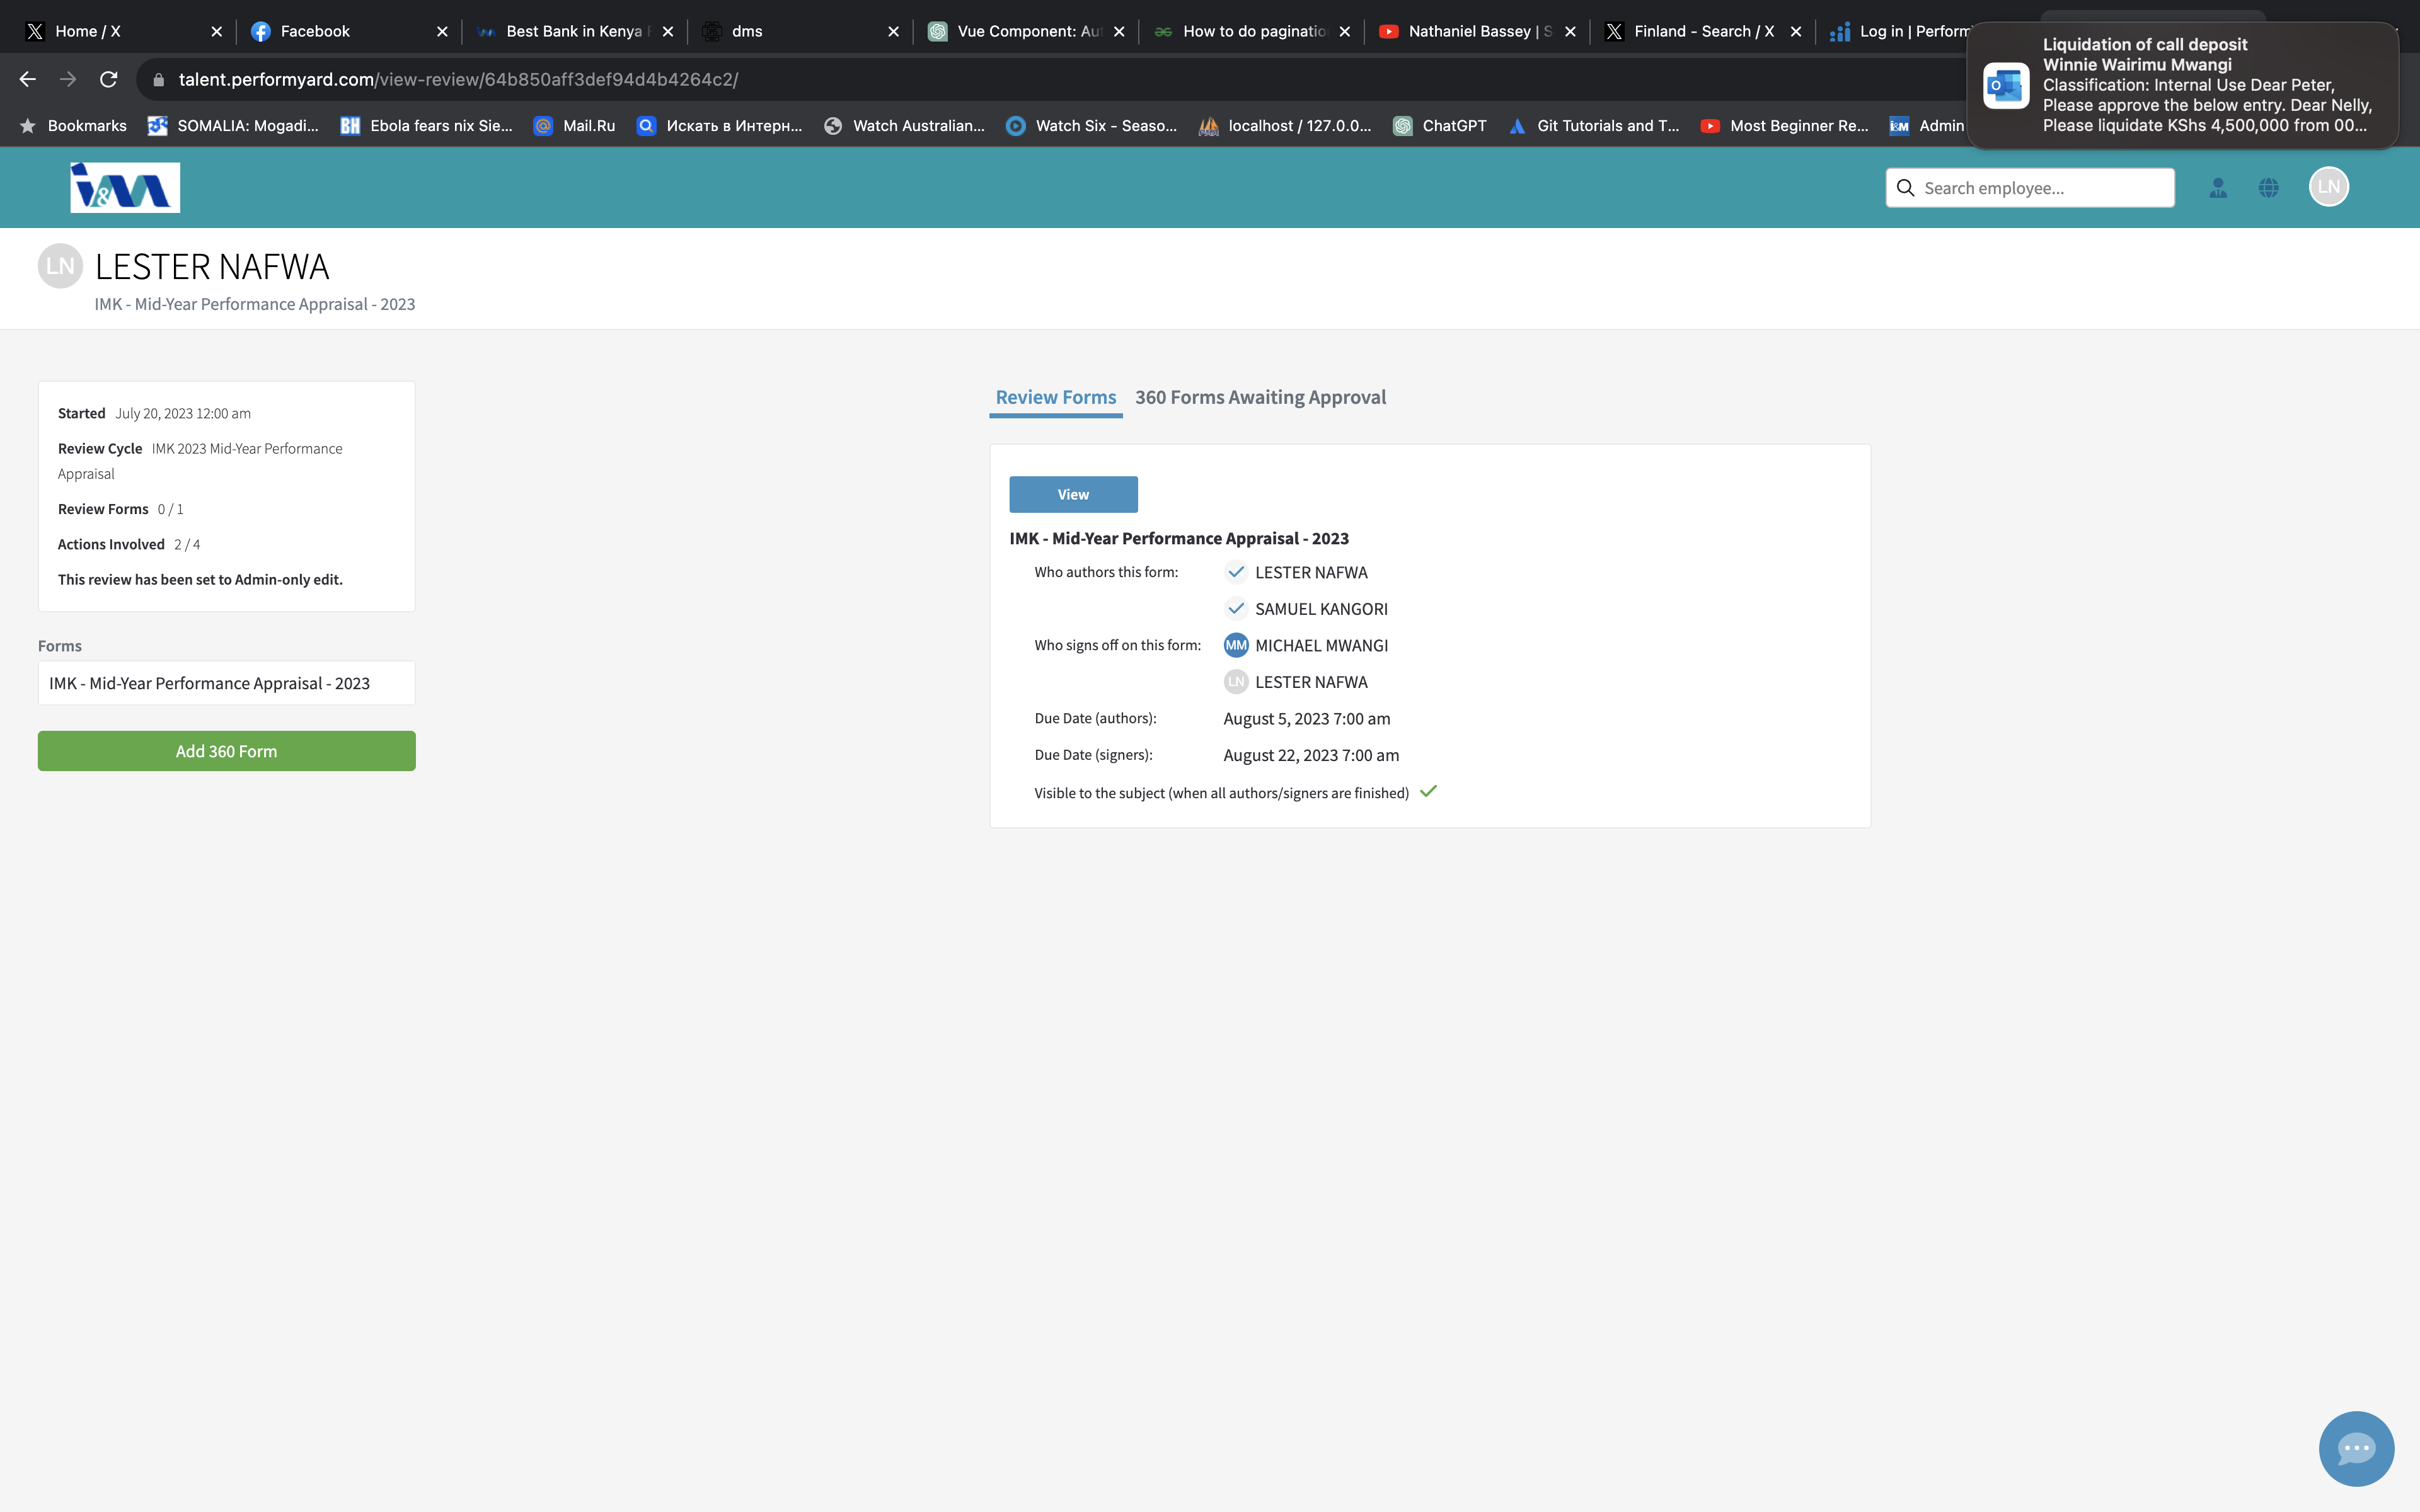 Home / X
Facebook
Best Bank in Kenya
dms
Vue Component: Au
How to do paginatio
Nathaniel Bassey | S
Finland - Search / X
Log in | Perform
talent.performyard.com/view-review/64b850aff3def94d4b4264c2/
Liquidation of call deposit
Winnie Wairimu Mwangi
Classification: Internal Use Dear Peter,
Please approve the below entry. Dear Nelly,
Please liquidate KShs 4,500,000 from 00...
Bookmarks
SOMALIA: Mogadi...
BH
Ebola fears nix Sie...
Mail.Ru
Искать в Интерн...
Watch Australian...
Watch Six - Seaso...
localhost / 127.0.0...
ChatGPT
Git Tutorials and T...
Most Beginner Re...
I&M
Admin
I&M
Search employee...
LN
LN
LESTER NAFWA
IMK - Mid-Year Performance Appraisal - 2023
Started July 20, 2023 12:00 am
Review Cycle IMK 2023 Mid-Year Performance
Appraisal
Review Forms 0 / 1
Actions Involved 2 / 4
This review has been set to Admin-only edit.
Forms
IMK - Mid-Year Performance Appraisal - 2023
Add 360 Form
Review Forms
360 Forms Awaiting Approval
View
IMK - Mid-Year Performance Appraisal - 2023
Who authors this form: LESTER NAFWA
SAMUEL KANGORI
Who signs off on this form: MM MICHAEL MWANGI
LN LESTER NAFWA
Due Date (authors): August 5, 2023 7:00 am
Due Date (signers): August 22, 2023 7:00 am
Visible to the subject (when all authors/signers are finished)